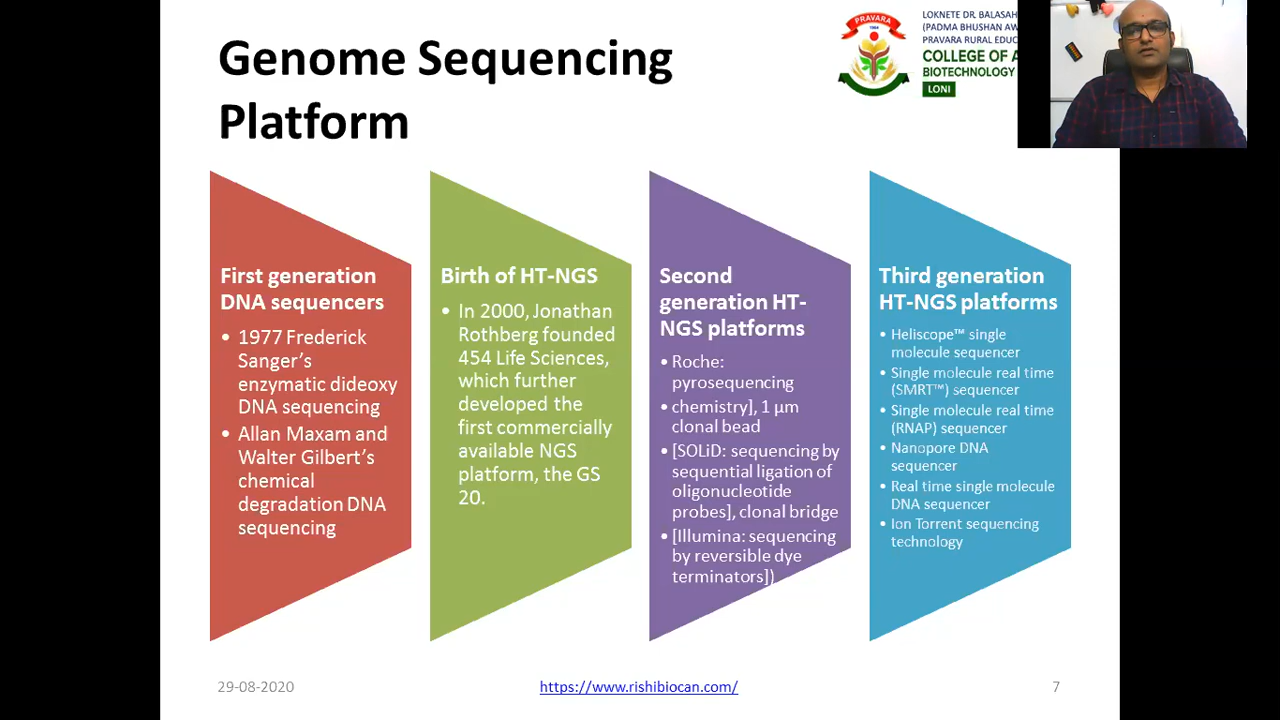 Genome Sequencing
Platform
PRAVARA
LOKNETE DR. BALASAH
(PADMA BHUSHAN AW
PRAVARA RURAL EDUC
COLLEGE OF A
BIOTECHNOLOGY
LONI
First generation
DNA sequencers
• 1977 Frederick
Sanger’s
enzymatic dideoxy
DNA sequencing
• Allan Maxam and
Walter Gilbert’s
chemical
degradation DNA
sequencing
Birth of HT-NGS
• In 2000, Jonathan
Rothberg founded
454 Life Sciences,
which further
developed the
first commercially
available NGS
platform, the GS
20.
Second
generation HT-
NGS platforms
• Roche:
pyrosequencing
• chemistry], 1 µm
clonal bead
• [SOLiD: sequencing by
sequential ligation of
oligonucleotide
probes], clonal bridge
• [Illumina: sequencing
by reversible dye
terminators])
Third generation
HT-NGS platforms
• Heliscope™ single
molecule sequencer
• Single molecule real time
(SMRT™) sequencer
• Single molecule real time
(RNAP) sequencer
• Nanopore DNA
sequencer
• Real time single molecule
DNA sequencer
• Ion Torrent sequencing
technology
29-08-2020
https://www.rishibiocan.com/
7